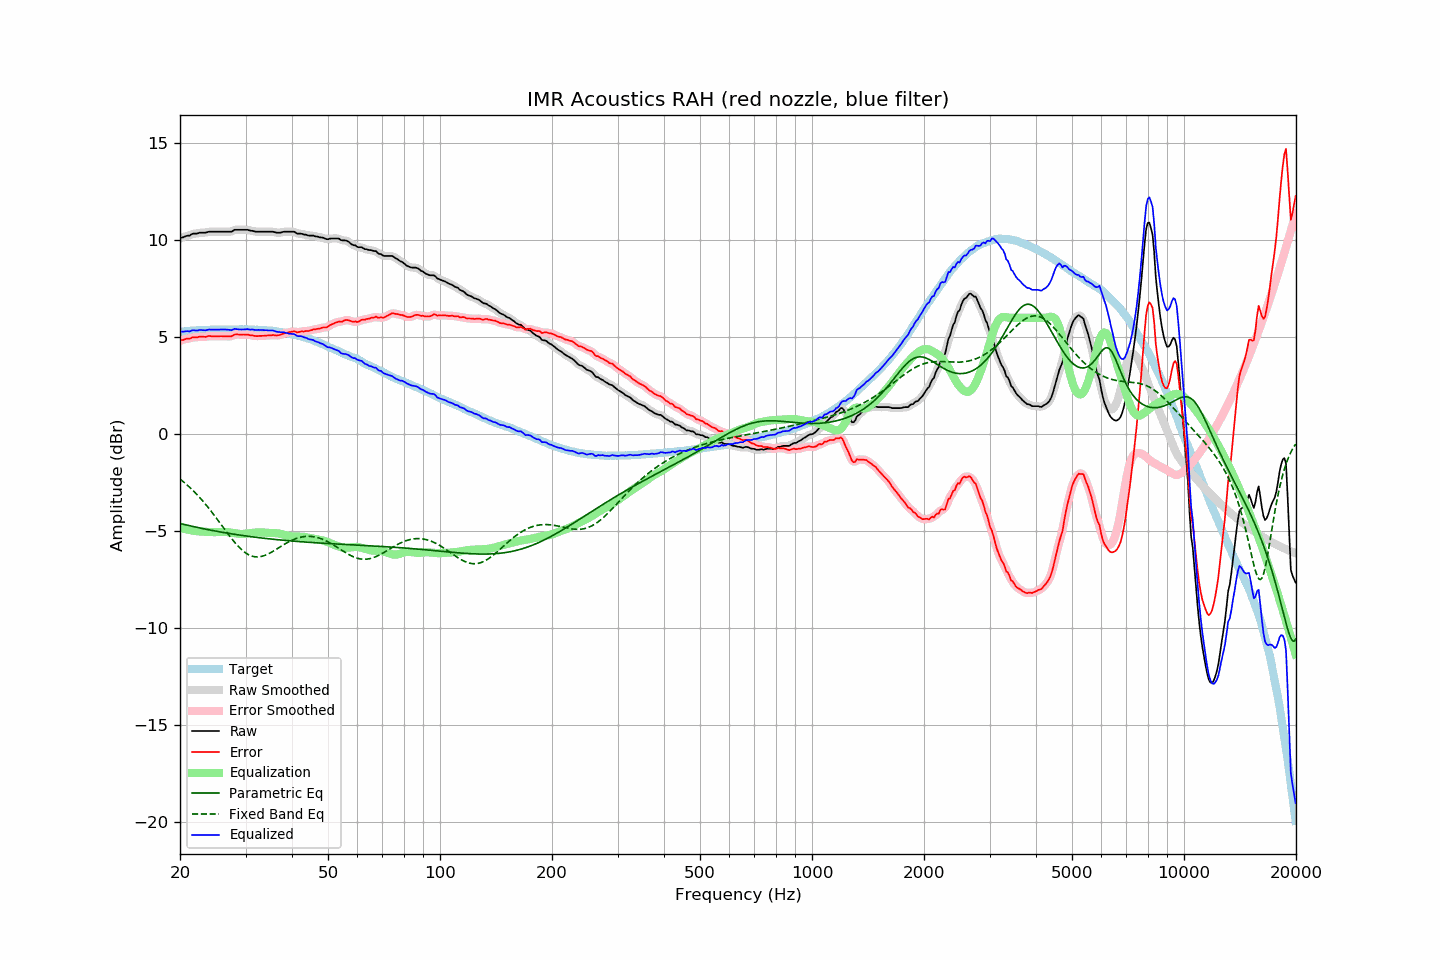 IMR Acoustics RAH (red nozzle, blue filter)
Amplitude (dBr)
15
10
5
0
−5
−10
−15
−20
Target
Raw Smoothed
Error Smoothed
Raw
Error
Equalization
Parametric Eq
Fixed Band Eq
Equalized
20 50 100 200 500 1000 2000 5000 10000 20000
Frequency (Hz)